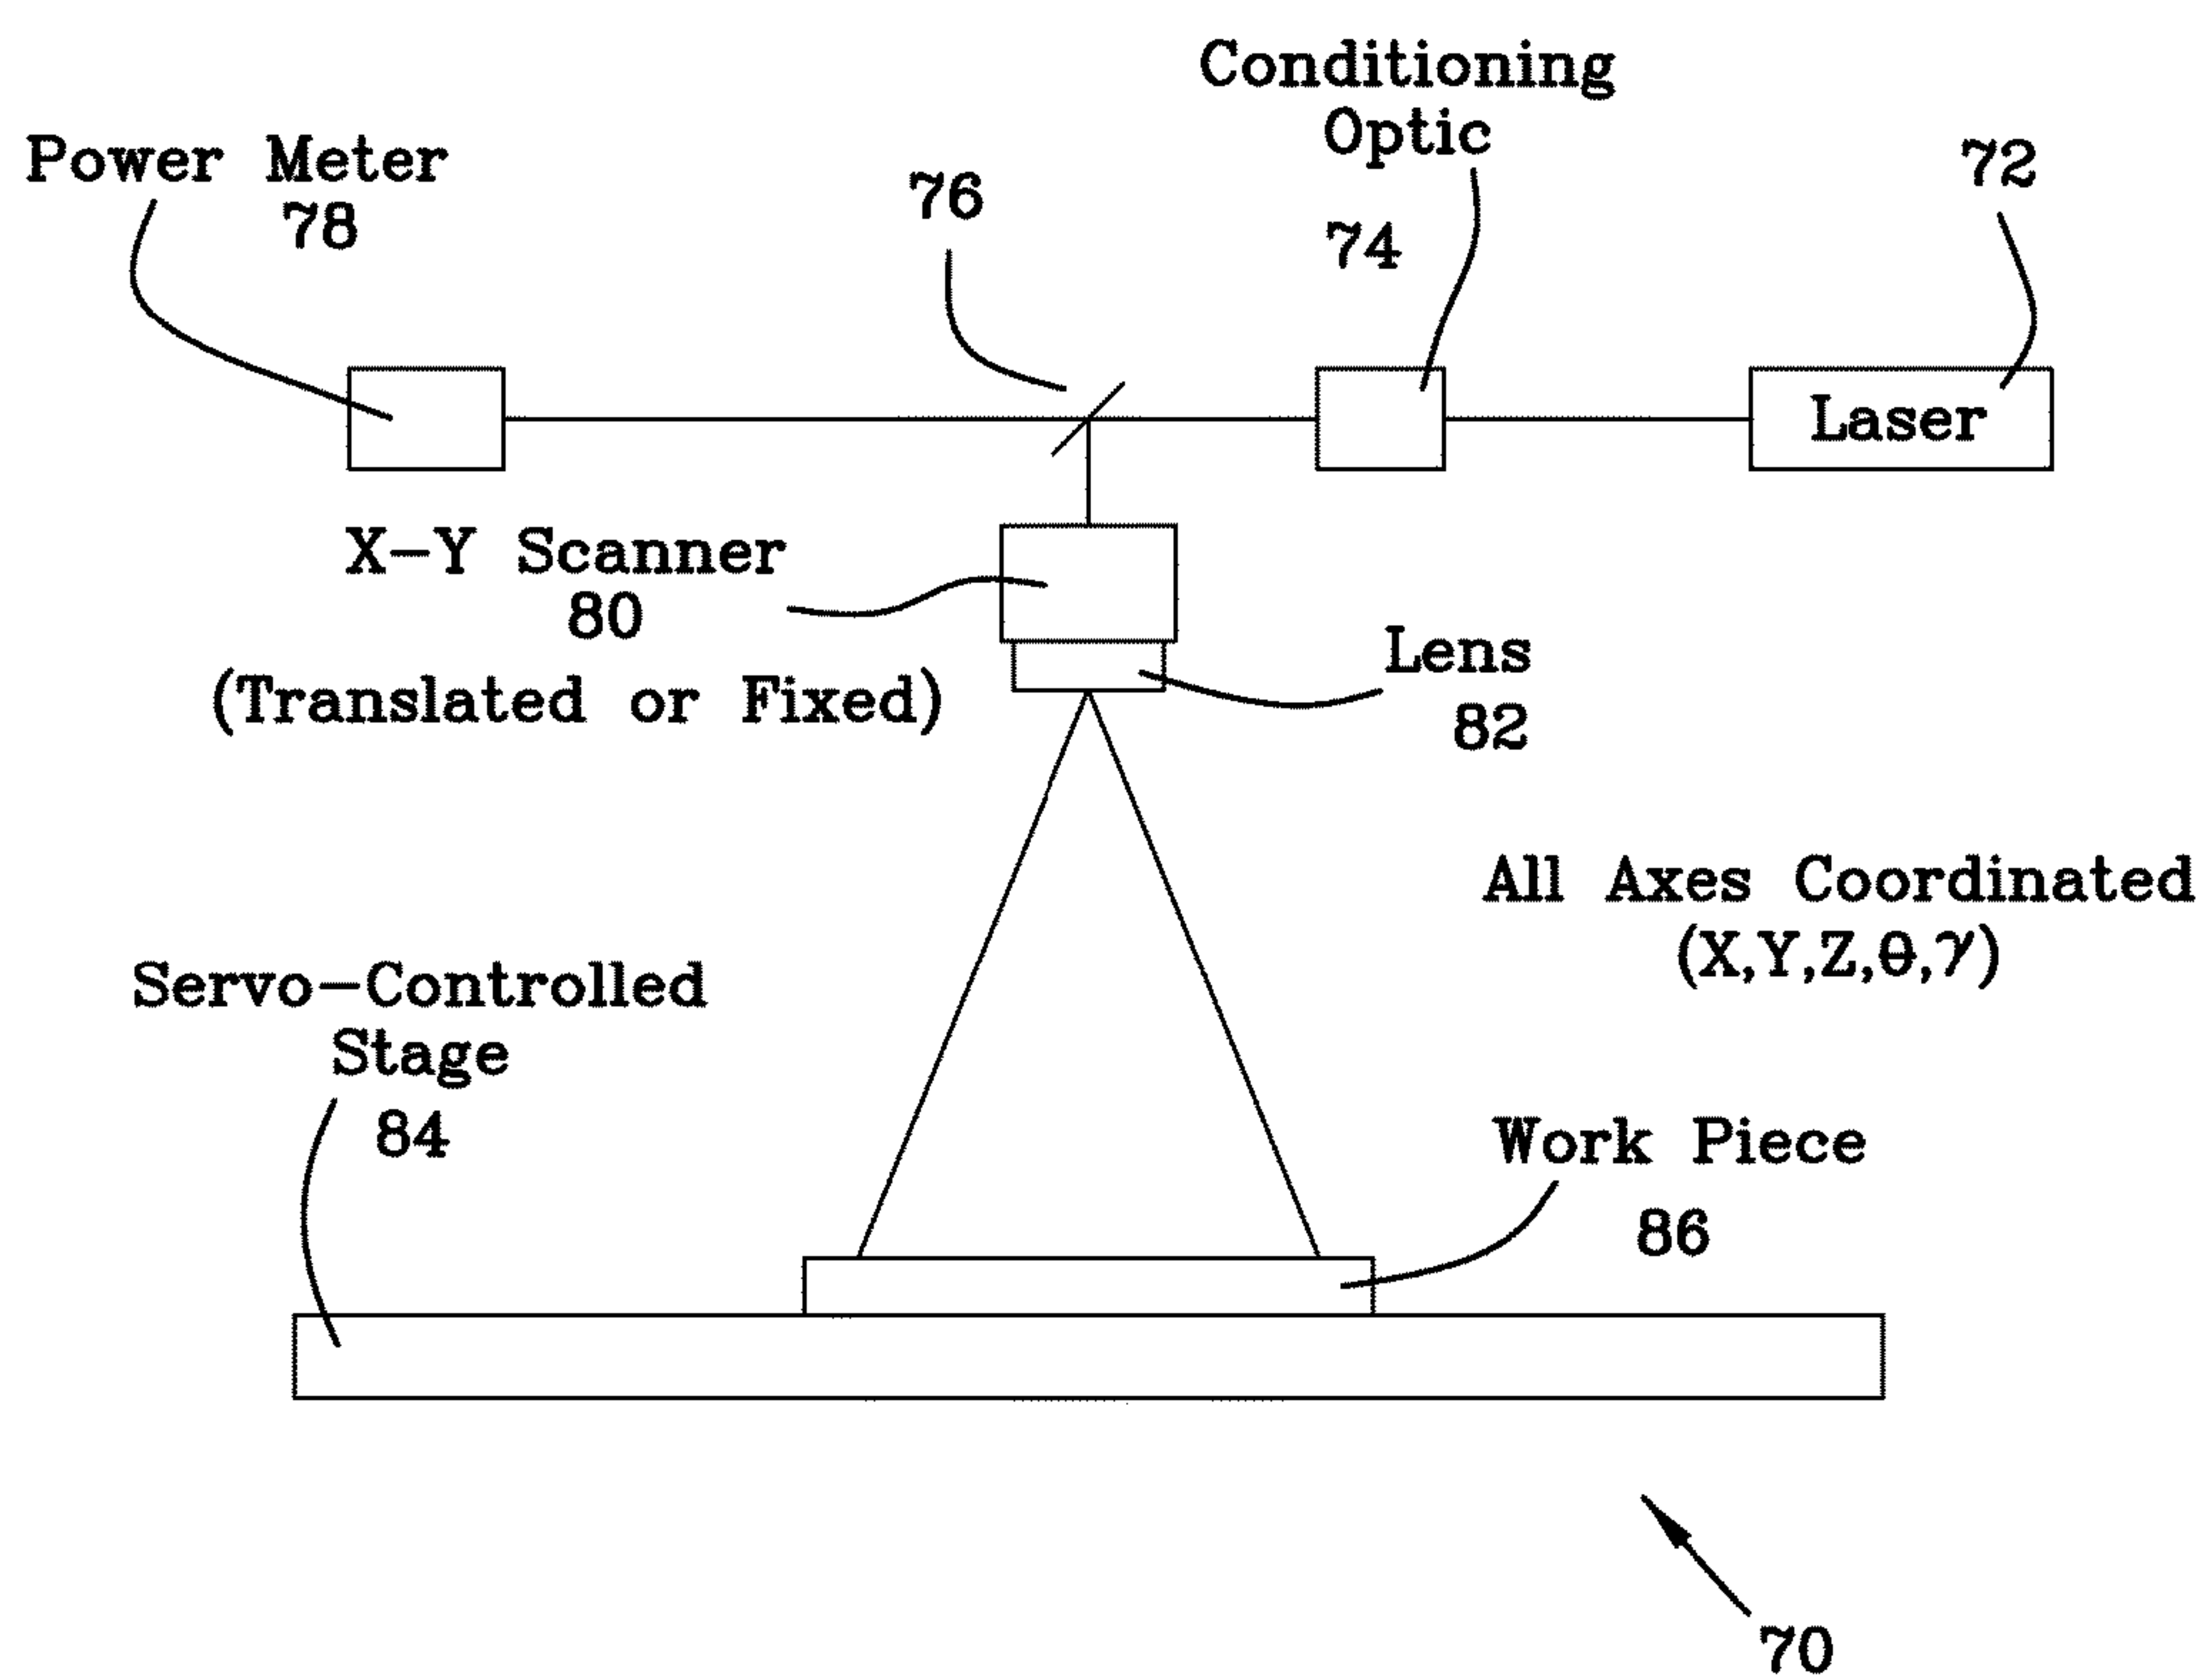 Conditioning
Optic
74
Power Meter
78
76
72
Laser
X-Y Scanner
80
(Translated or Fixed)
Lens
82
All Axes Coordinated
(X,Y,Z,θ,γ)
Servo-Controlled
Stage
84
Work Piece
86
70